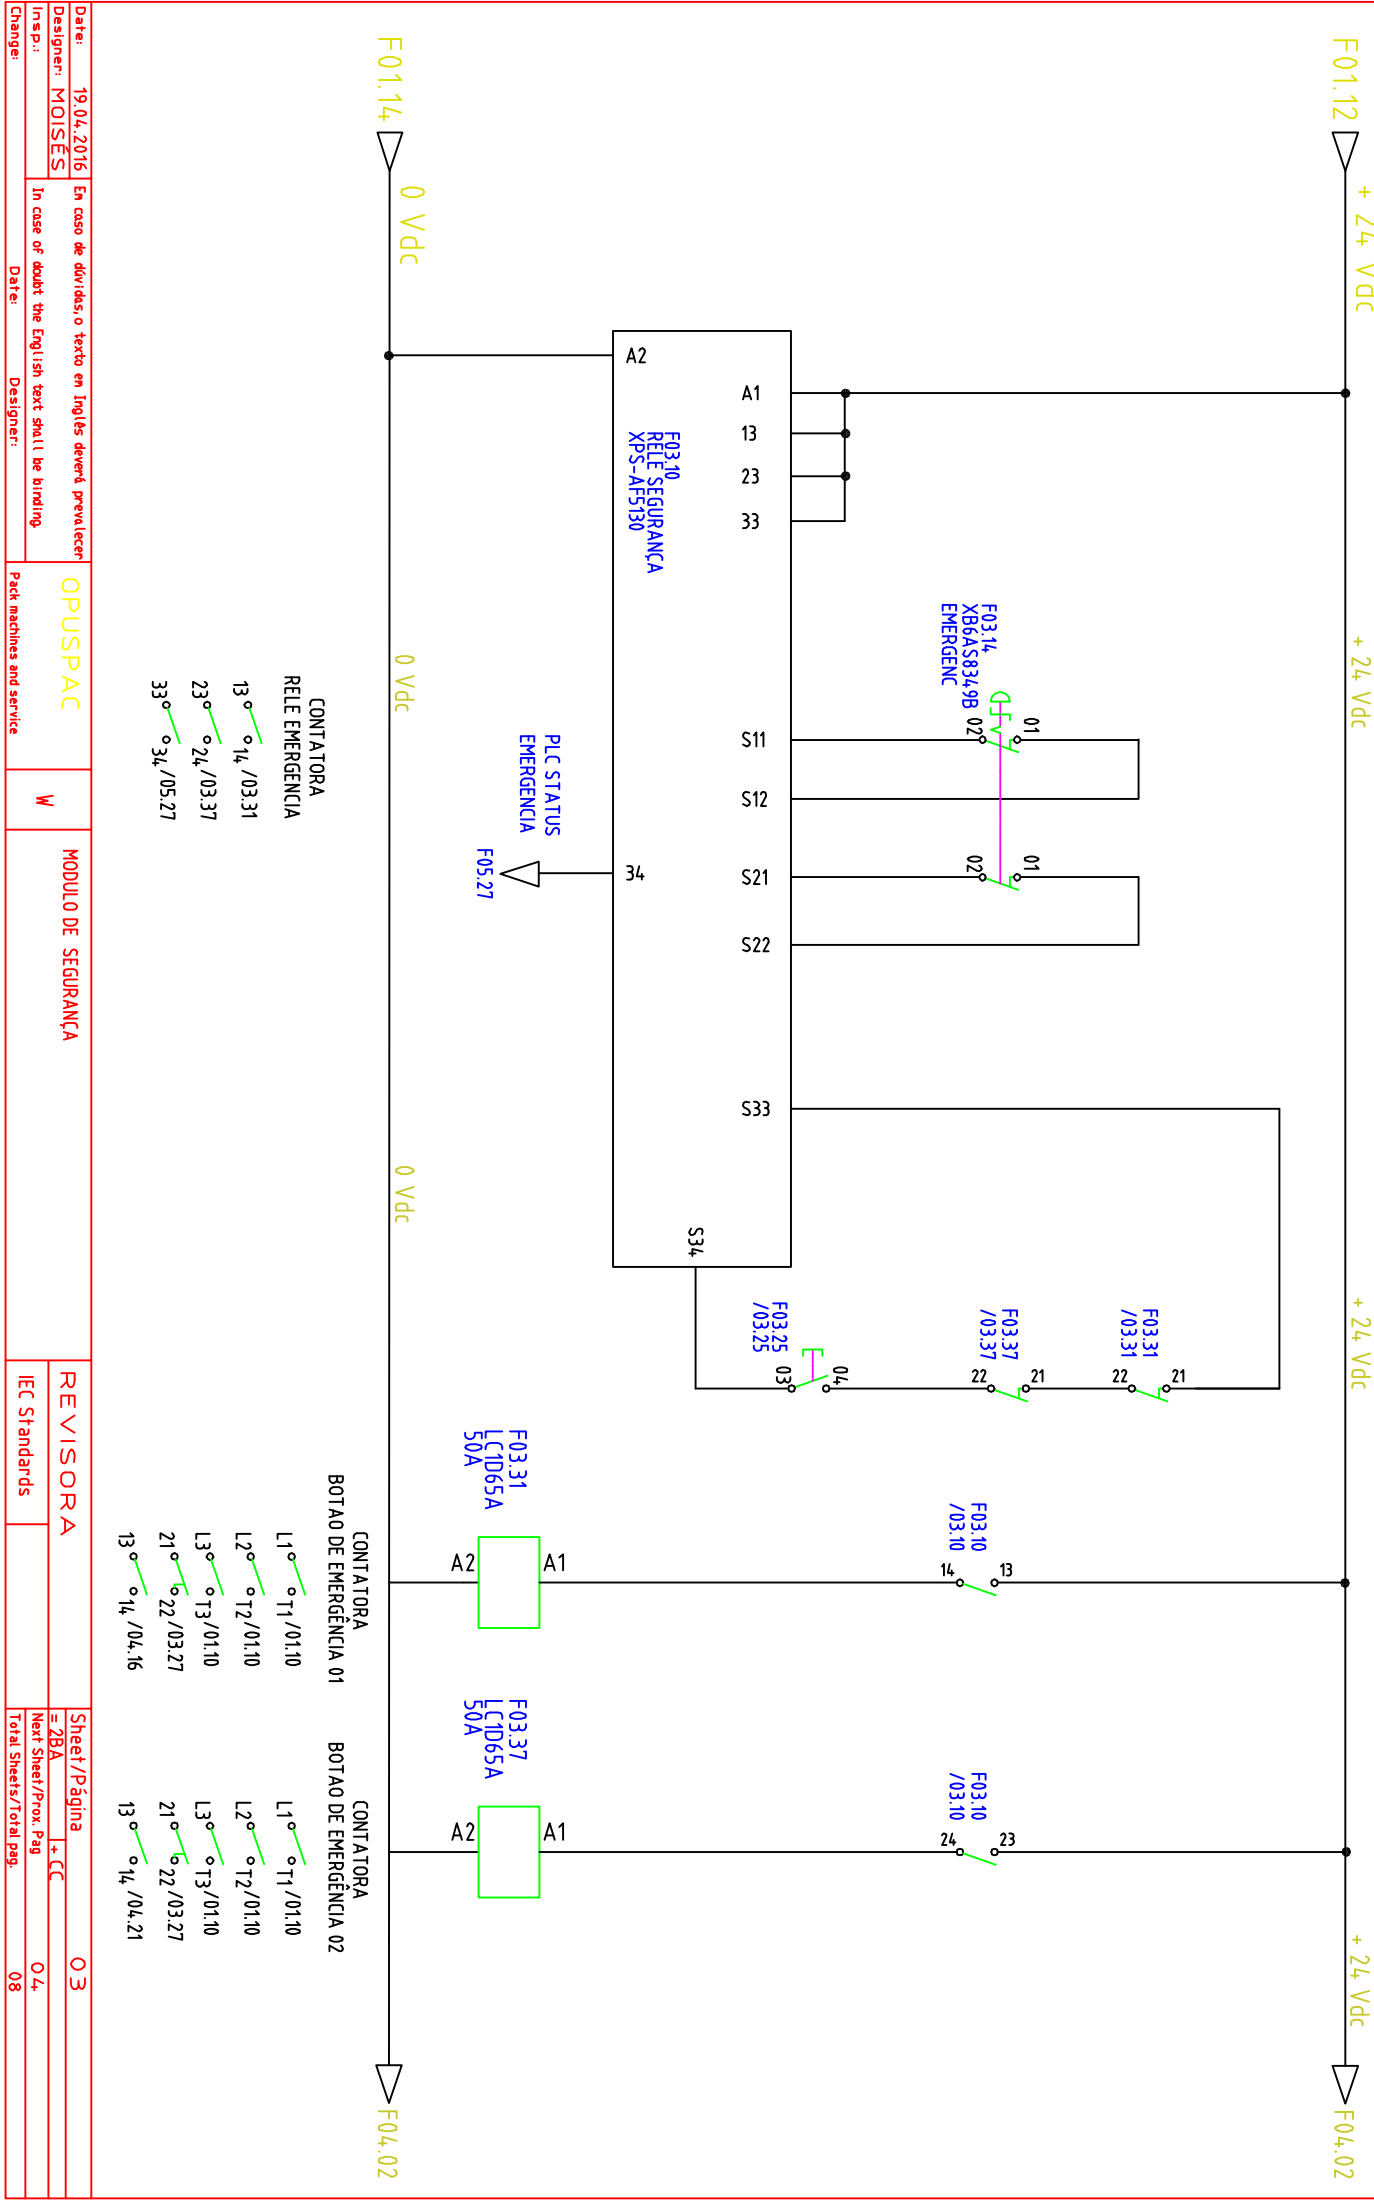 F01.12
+ 24 Vdc
+ 24 Vdc
+ 24 Vdc
+ 24 Vdc
F04.02
F03.14
XB6AS8349B
EMERGENC
01
02
01
02
F03.31
/03.31
21
22
F03.37
/03.37
21
22
F03.25
/03.25
04
03
F03.10
/03.10
13
14
F03.10
/03.10
23
24
A1
13
23
33
S11
S12
S21
S22
S33
S34
A2
34
F03.10
RELE SEGURANÇA
XPS-AF5130
PLC STATUS
EMERGENCIA
F05.27
F03.31
LC1D65A
50A
A1
A2
F03.37
LC1D65A
50A
A1
A2
F01.14
0 Vdc
0 Vdc
0 Vdc
F04.02
CONTATORA
RELE EMERGENCIA
13 14 /03.31
23 24 /03.37
33 34 /05.27
CONTATORA
BOTAO DE EMERGÊNCIA 01
L1 T1 /01.10
L2 T2 /01.10
L3 T3 /01.10
21 22 /03.27
13 14 /04.16
CONTATORA
BOTAO DE EMERGÊNCIA 02
L1 T1 /01.10
L2 T2 /01.10
L3 T3 /01.10
21 22 /03.27
13 14 /04.21
Date: 19.04.2016
Designer: MOISÉS
Insp.:
Change:
Em caso de dúvidas, o texto em Inglês deverá prevalecer
In case of doubt the English text shall be binding
Date: Designer:
OPUSPAC
Pack machines and service
W
MODULO DE SEGURANÇA
REVISORA
IEC Standards
Sheet/Página 03
= 2BA + CC
Next Sheet/Prox. Pag 04
Total Sheets/Total pag. 08